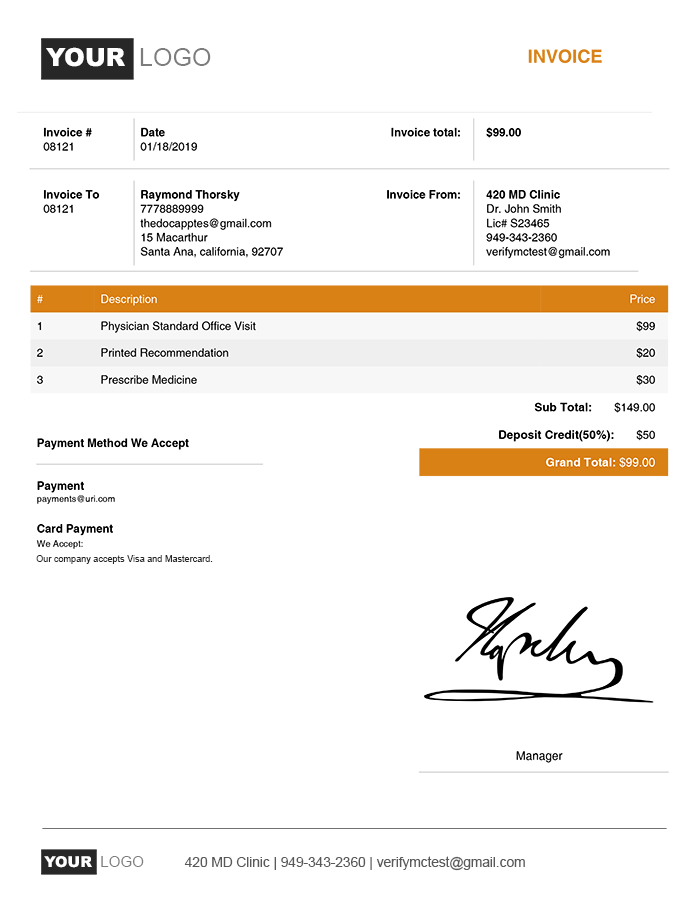 YOUR LOGO
INVOICE
Invoice #
08121
Date
01/18/2019
Invoice total:
$99.00
Invoice To
08121
Raymond Thorsky
7778889999
thedocapptes@gmail.com
15 Macarthur
Santa Ana, california, 92707
Invoice From:
420 MD Clinic
Dr. John Smith
Lic# S23465
949-343-2360
verifymctest@gmail.com
# Description Price
1 Physician Standard Office Visit $99
2 Printed Recommendation $20
3 Prescribe Medicine $30
Sub Total: $149.00
Deposit Credit(50%): $50
Grand Total: $99.00
Payment Method We Accept
Payment
payments@uri.com
Card Payment
We Accept:
Our company accepts Visa and Mastercard.
Manager
YOUR LOGO
420 MD Clinic | 949-343-2360 | verifymctest@gmail.com